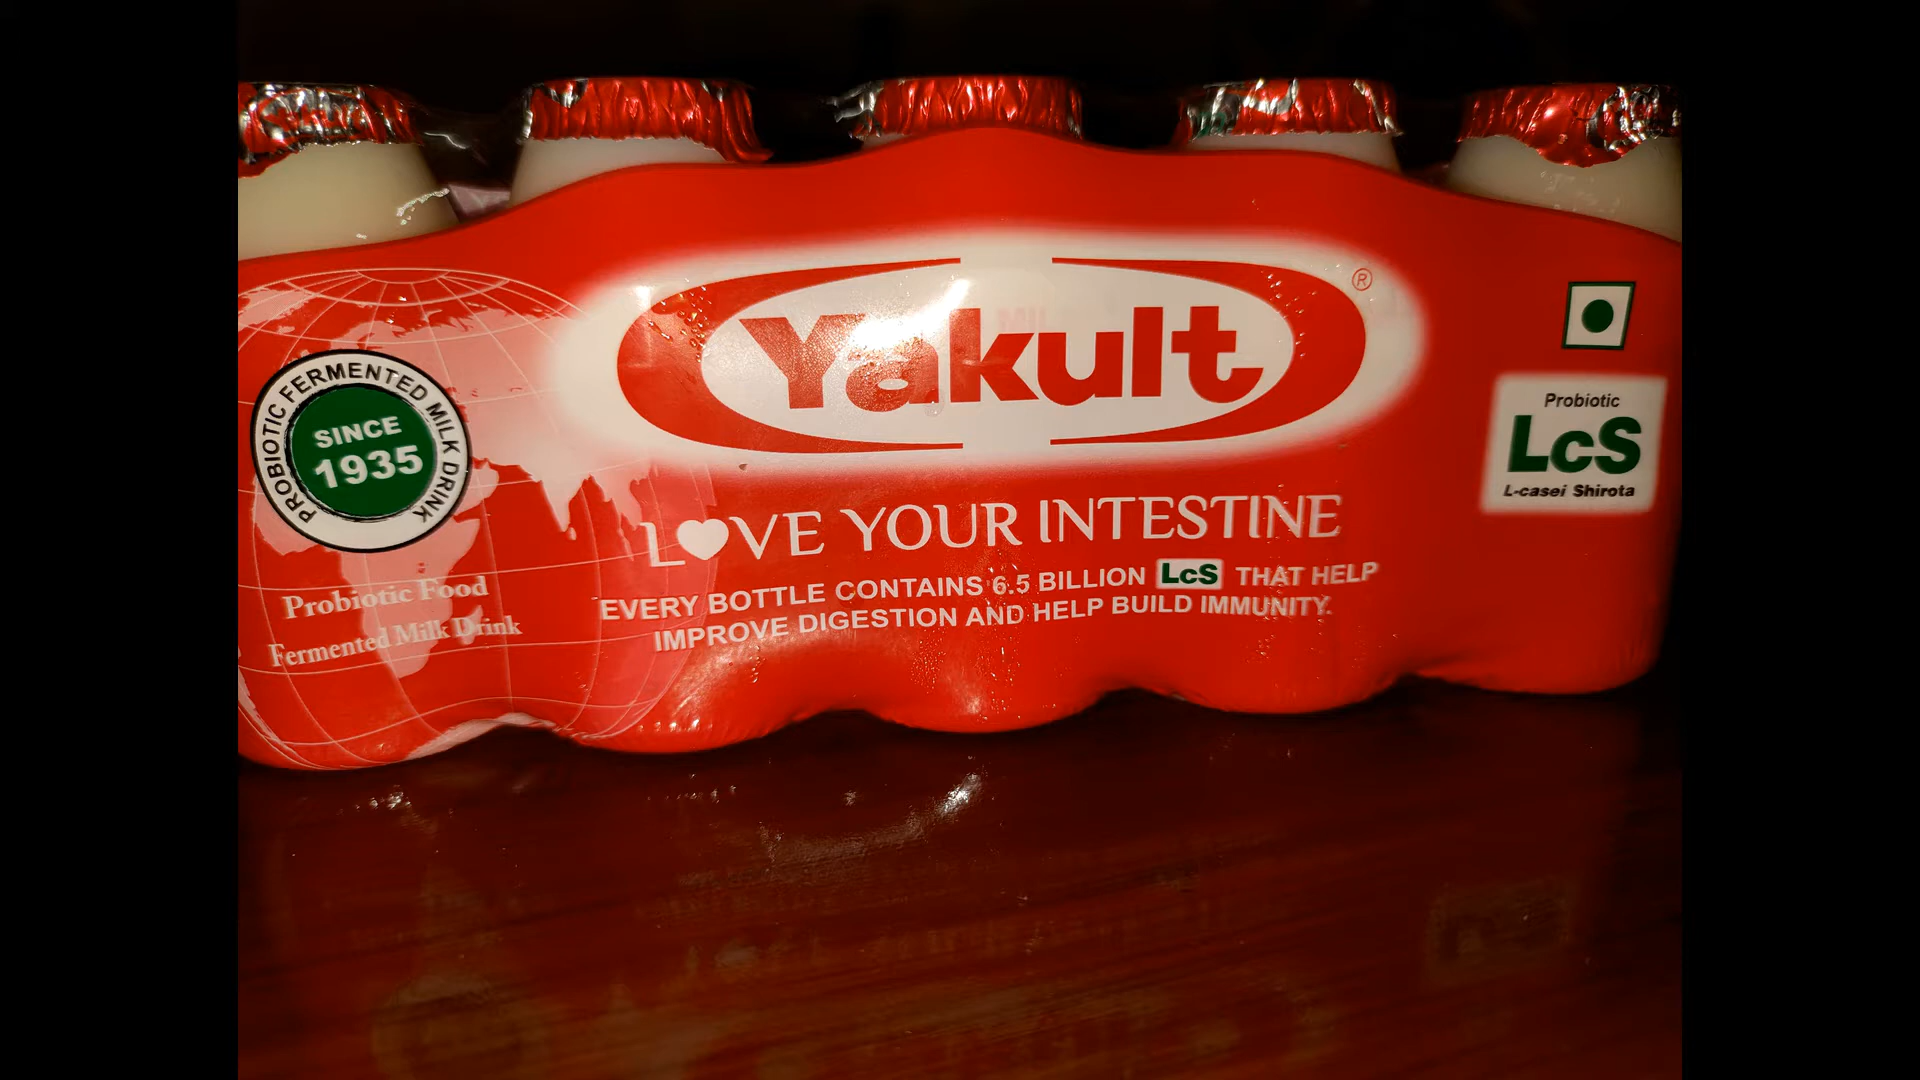 PROBIOTIC FERMENTED MILK DRINK
SINCE
1935
Probiotic Food
Fermented Milk Drink
Yakult®
LOVE YOUR INTESTINE
EVERY BOTTLE CONTAINS 6.5 BILLION LcS THAT HELP
IMPROVE DIGESTION AND HELP BUILD IMMUNITY.
Probiotic
LcS
L-casei Shirota